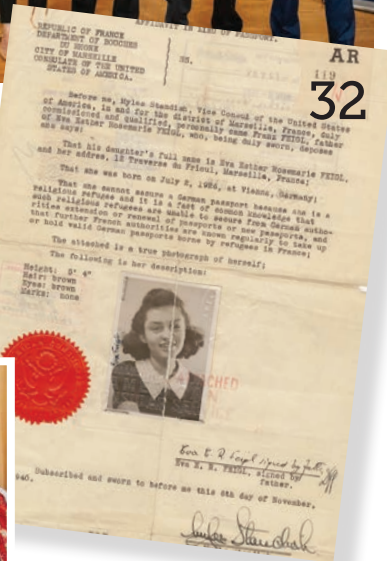 AFFIDAVIT IN LIEU OF PASSPORT.
REPUBLIC OF FRANCE
DEPARTMENT OF BOUCHES
DU RHONE
CITY OF MARSEILLE
CONSULATE OF THE UNITED
STATES OF AMERICA.
SS.
AR
119
32
Before me, Myles Standish, Vice Consul of the United States
of America, in and for the district of Marseille, France, duly
commissioned and qualified, personally came Franz FEIGL, father
of Eva Esther Rosemarie FEIGL, who, being duly sworn, deposes
and says:
That his daughter's full name is Eva Esther Rosemarie FEIGL
and her address, 12 Traverse du Frioul, Marseille, France;
That she was born on July 2, 1926, at Vienna, Germany;
That she cannot secure a German passport because she is a
religious refugee and it is a fact of common knowledge that
such religious refugees are unable to secure from German autho-
rities extension or renewal of passports or new passports, and
that further French authorities are known regularly to take up
or hold valid German passports borne by refugees in France;
The attached is a true photograph of herself;
The following is her description:
Height: 5' 4"
Hair: brown
Eyes: brown
Marks: none
Eva E. R. Feigl signed by father
Eva E. R. FEIGL, signed by
father.
Subscribed and sworn to before me this 6th day of November,
1940.
Myles Standish